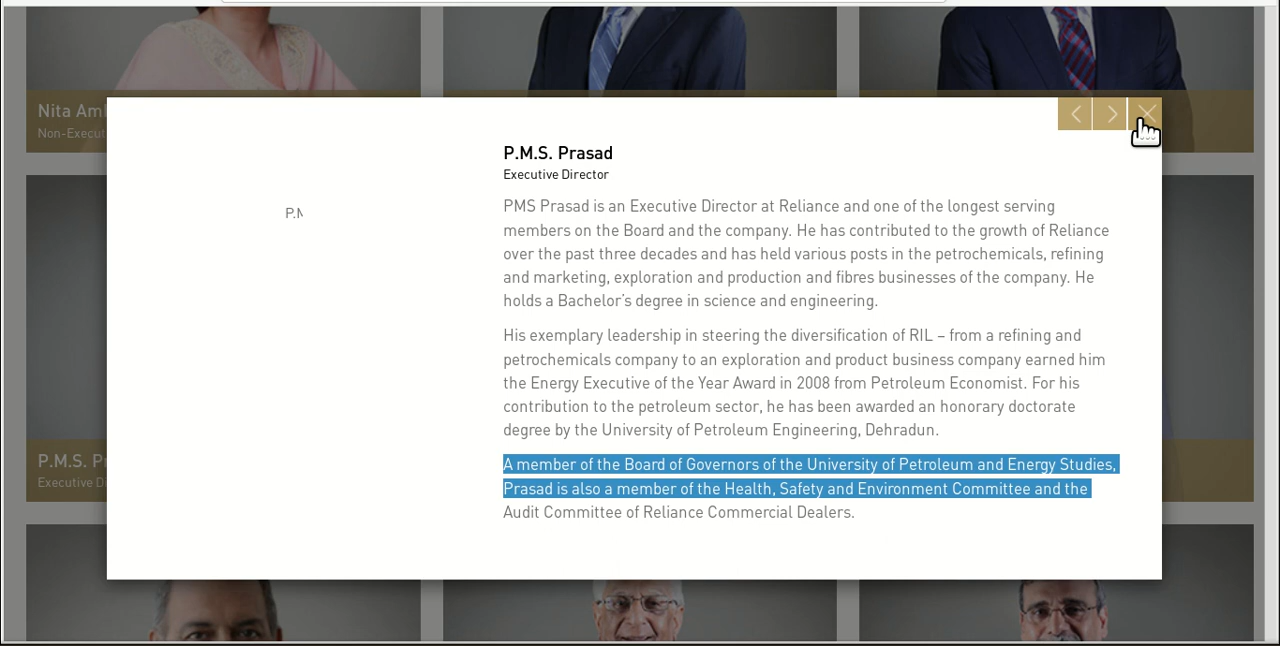 Nita Am
Non-Execut
P.M.S. Prasad
Executive Director
P.M
PMS Prasad is an Executive Director at Reliance and one of the longest serving
members on the Board and the company. He has contributed to the growth of Reliance
over the past three decades and has held various posts in the petrochemicals, refining
and marketing, exploration and production and fibres businesses of the company. He
holds a Bachelor’s degree in science and engineering.
His exemplary leadership in steering the diversification of RIL – from a refining and
petrochemicals company to an exploration and product business company earned him
the Energy Executive of the Year Award in 2008 from Petroleum Economist. For his
contribution to the petroleum sector, he has been awarded an honorary doctorate
degree by the University of Petroleum Engineering, Dehradun.
A member of the Board of Governors of the University of Petroleum and Energy Studies,
Prasad is also a member of the Health, Safety and Environment Committee and the
Audit Committee of Reliance Commercial Dealers.
P.M.S. Pr
Executive Di